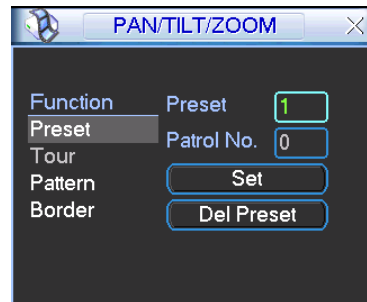 PAN/TILT/ZOOM
Function
Preset
Tour
Pattern
Border
Preset 1
Patrol No. 0
Set
Del Preset